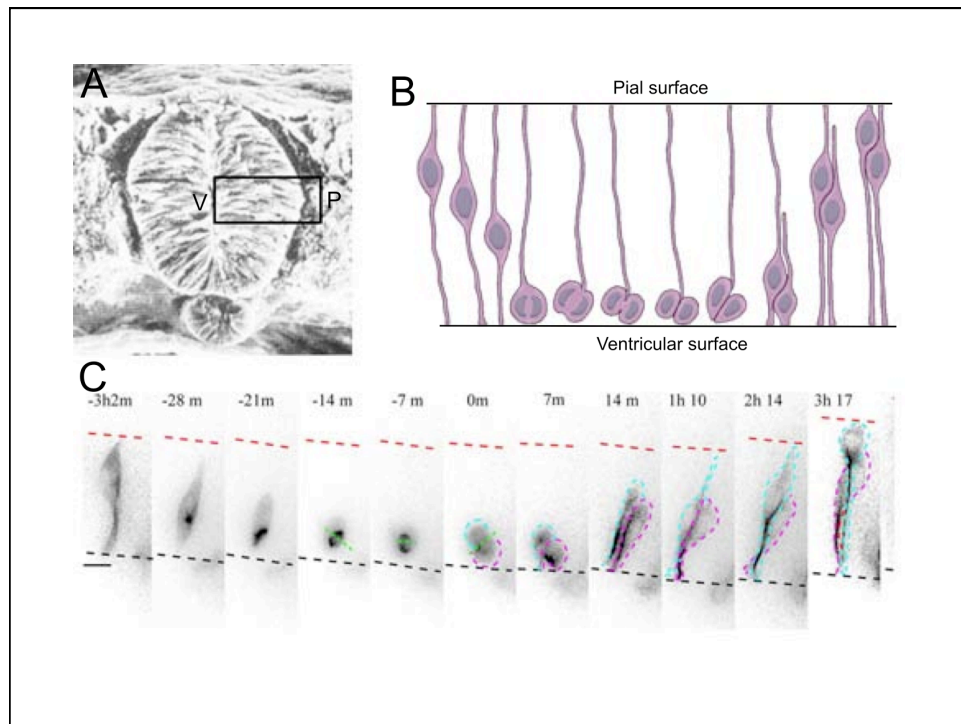 A
V
P
B
Pial surface
Ventricular surface
C
-3h2m -28 m -21m -14 m -7 m 0m 7m 14 m 1h 10 2h 14 3h 17